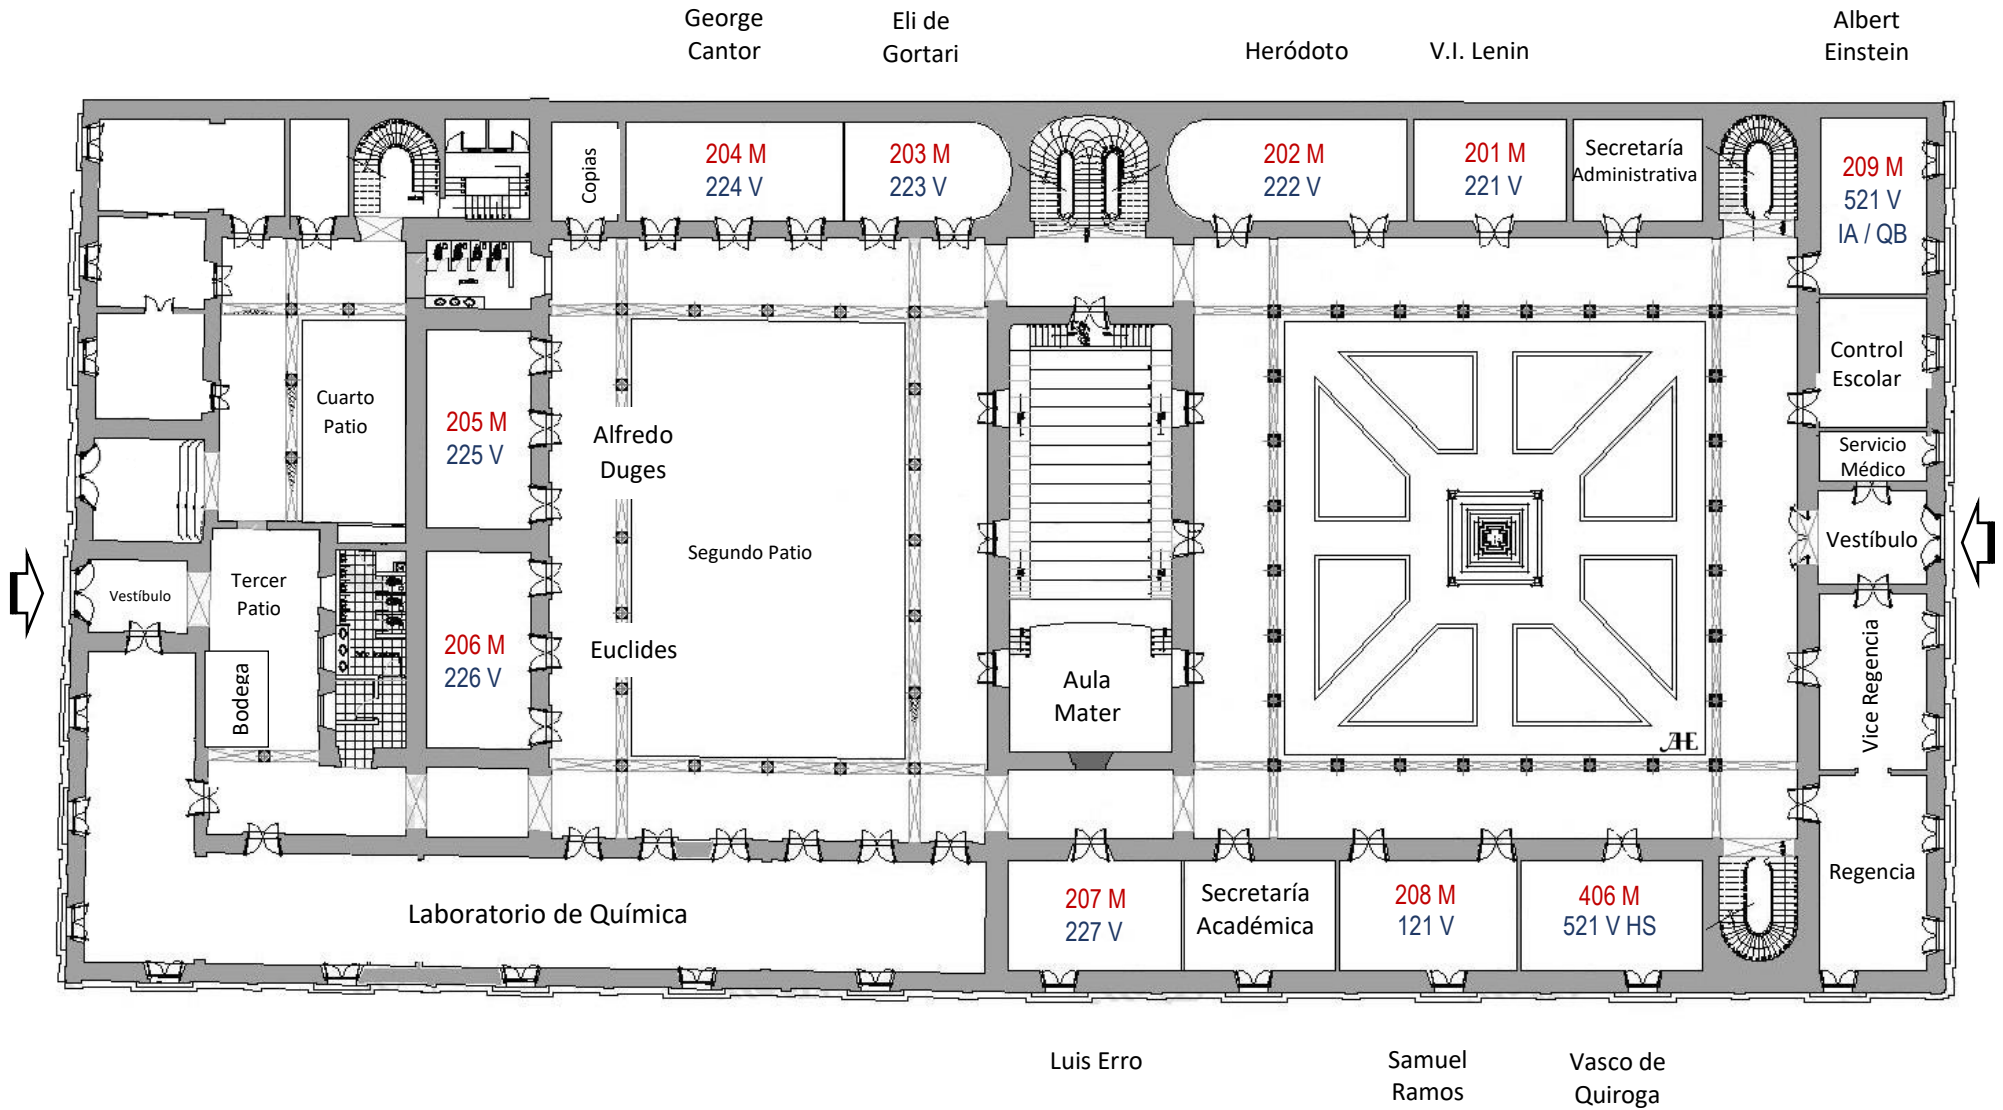 George
Cantor
Eli de
Gortari
Heródoto
V.I. Lenin
Albert
Einstein
Copias
204 M
224 V
203 M
223 V
202 M
222 V
201 M
221 V
Secretaría
Administrativa
209 M
521 V
IA / QB
Cuarto
Patio
205 M
225 V
Alfredo
Duges
Control
Escolar
Servicio
Médico
Vestíbulo
Segundo Patio
Tercer
Patio
Vestíbulo
206 M
226 V
Euclides
Bodega
Aula
Mater
Vice Regencia
Regencia
Laboratorio de Química
207 M
227 V
Secretaría
Académica
208 M
121 V
406 M
521 V HS
Luis Erro
Samuel
Ramos
Vasco de
Quiroga